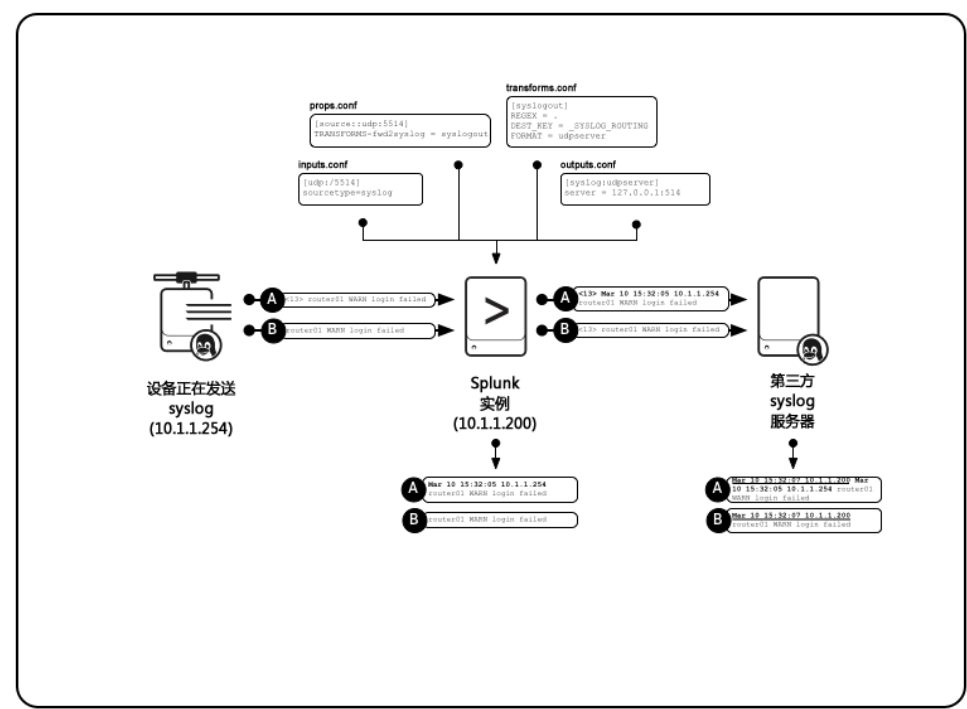 transforms.conf
[syslogout]
REGEX = .
DEST_KEY = _SYSLOG_ROUTING
FORMAT = udpserver
props.conf
[source::udp:5514]
TRANSFORMS-fwd2syslog = syslogout
inputs.conf
[udp:/5514]
sourcetype=syslog
outputs.conf
[syslog:udpserver]
server = 127.0.0.1:514
A
<13> router01 WARN login failed
B
router01 WARN login failed
>
A
<13> Mar 10 15:32:05 10.1.1.254
router01 WARN login failed
B
<13> router01 WARN login failed
设备正在发送
syslog
(10.1.1.254)
Splunk
实例
(10.1.1.200)
第三方
syslog
服务器
A
Mar 10 15:32:05 10.1.1.254
router01 WARN login failed
B
router01 WARN login failed
A
Mar 10 15:32:07 10.1.1.200 Mar
10 15:32:05 10.1.1.254 router01
WARN login failed
B
Mar 10 15:32:07 10.1.1.200
router01 WARN login failed